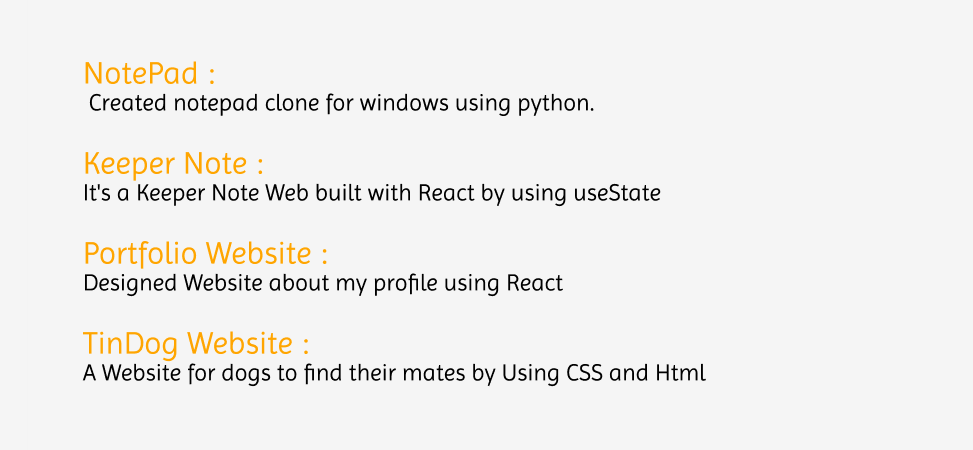 NotePad :
Created notepad clone for windows using python.
Keeper Note :
It's a Keeper Note Web built with React by using useState
Portfolio Website :
Designed Website about my profile using React
TinDog Website :
A Website for dogs to find their mates by Using CSS and Html